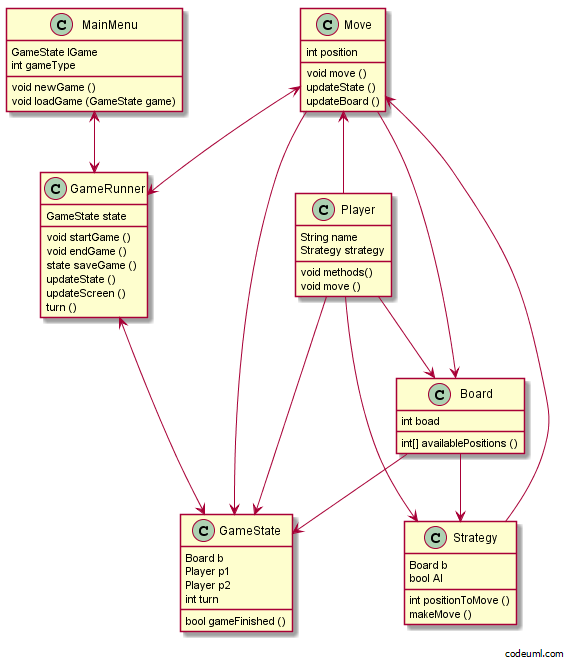 C MainMenu
GameState lGame
int gameType
void newGame ()
void loadGame (GameState game)
C Move
int position
void move ()
updateState ()
updateBoard ()
C GameRunner
GameState state
void startGame ()
void endGame ()
state saveGame ()
updateState ()
updateScreen ()
turn ()
C Player
String name
Strategy strategy
void methods()
void move ()
C Board
int boad
int[] availablePositions ()
C GameState
Board b
Player p1
Player p2
int turn
bool gameFinished ()
C Strategy
Board b
bool AI
int positionToMove ()
makeMove ()
codeuml.com